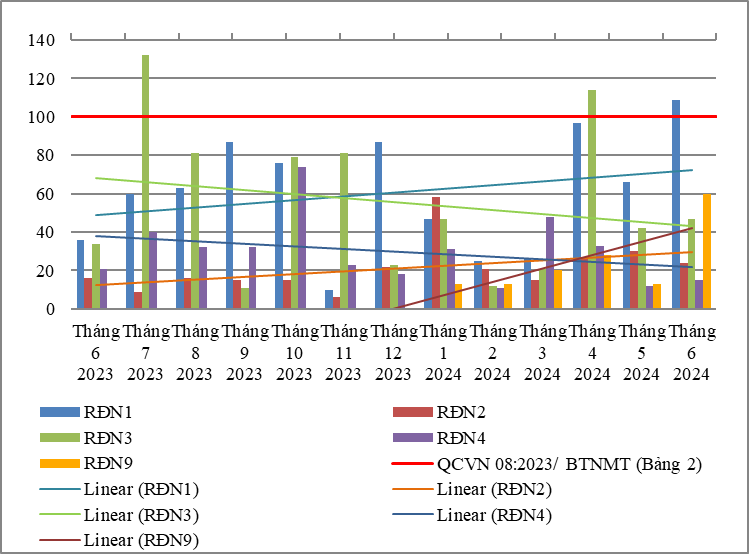 140
120
100
80
60
40
20
0
Tháng 6 2023
Tháng 7 2023
Tháng 8 2023
Tháng 9 2023
Tháng 10 2023
Tháng 11 2023
Tháng 12 2023
Tháng 1 2024
Tháng 2 2024
Tháng 3 2024
Tháng 4 2024
Tháng 5 2024
Tháng 6 2024
RĐN1
RĐN2
RĐN3
RĐN4
RĐN9
QCVN 08:2023/ BTNMT (Bảng 2)
Linear (RĐN1)
Linear (RĐN2)
Linear (RĐN3)
Linear (RĐN4)
Linear (RĐN9)